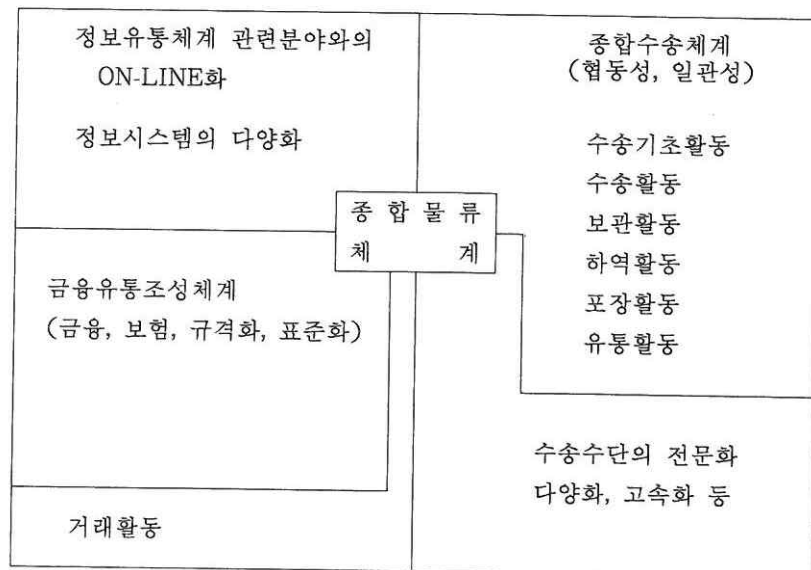 정보유통체계 관련분야와의
ON-LINE화
정보시스템의 다양화
종합수송체계
(협동성, 일관성)
수송기초활동
수송활동
보관활동
하역활동
포장활동
유통활동
종 합 물 류
체 계
금융유통조성체계
(금융, 보험, 규격화, 표준화)
수송수단의 전문화
다양화, 고속화 등
거래활동